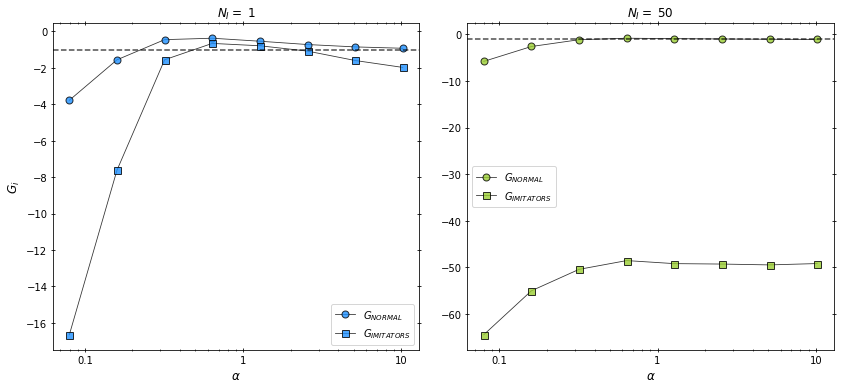 N_I = 1
0
−2
−4
−6
−8
−10
−12
−14
−16
G_i
G_NORMAL
G_IMITATORS
0.1
1
10
α
N_I = 50
0
−10
−20
−30
−40
−50
−60
G_NORMAL
G_IMITATORS
0.1
1
10
α